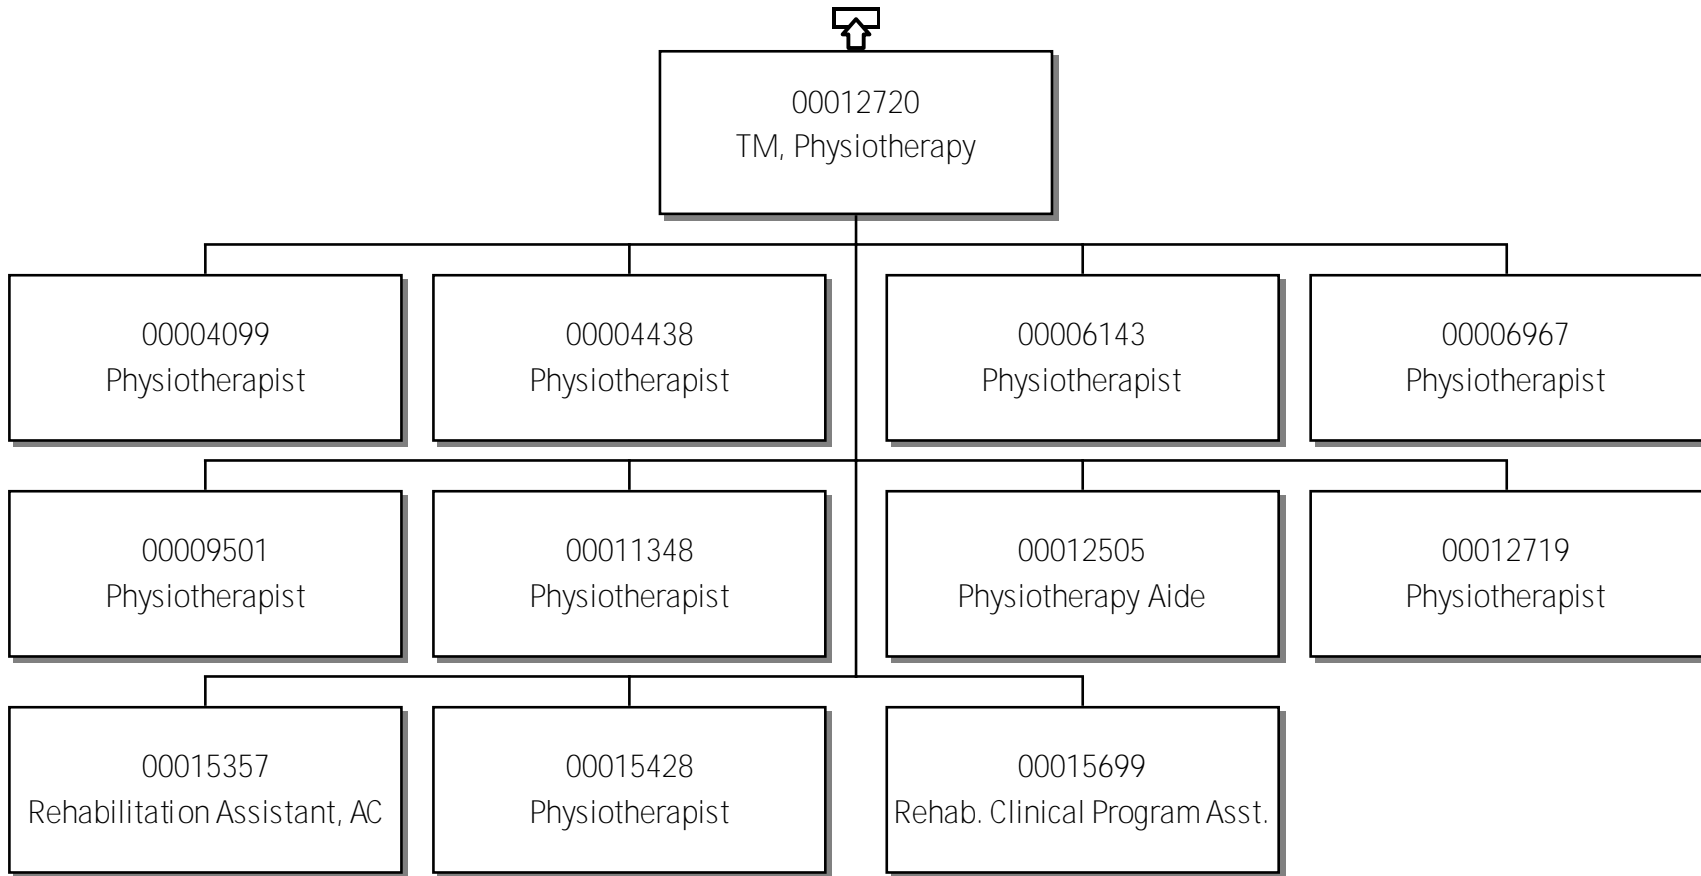 00012720
TM, Physiotherapy
00004099
Physiotherapist
00004438
Physiotherapist
00006143
Physiotherapist
00006967
Physiotherapist
00009501
Physiotherapist
00011348
Physiotherapist
00012505
Physiotherapy Aide
00012719
Physiotherapist
00015357
Rehabilitation Assistant, AC
00015428
Physiotherapist
00015699
Rehab. Clinical Program Asst.